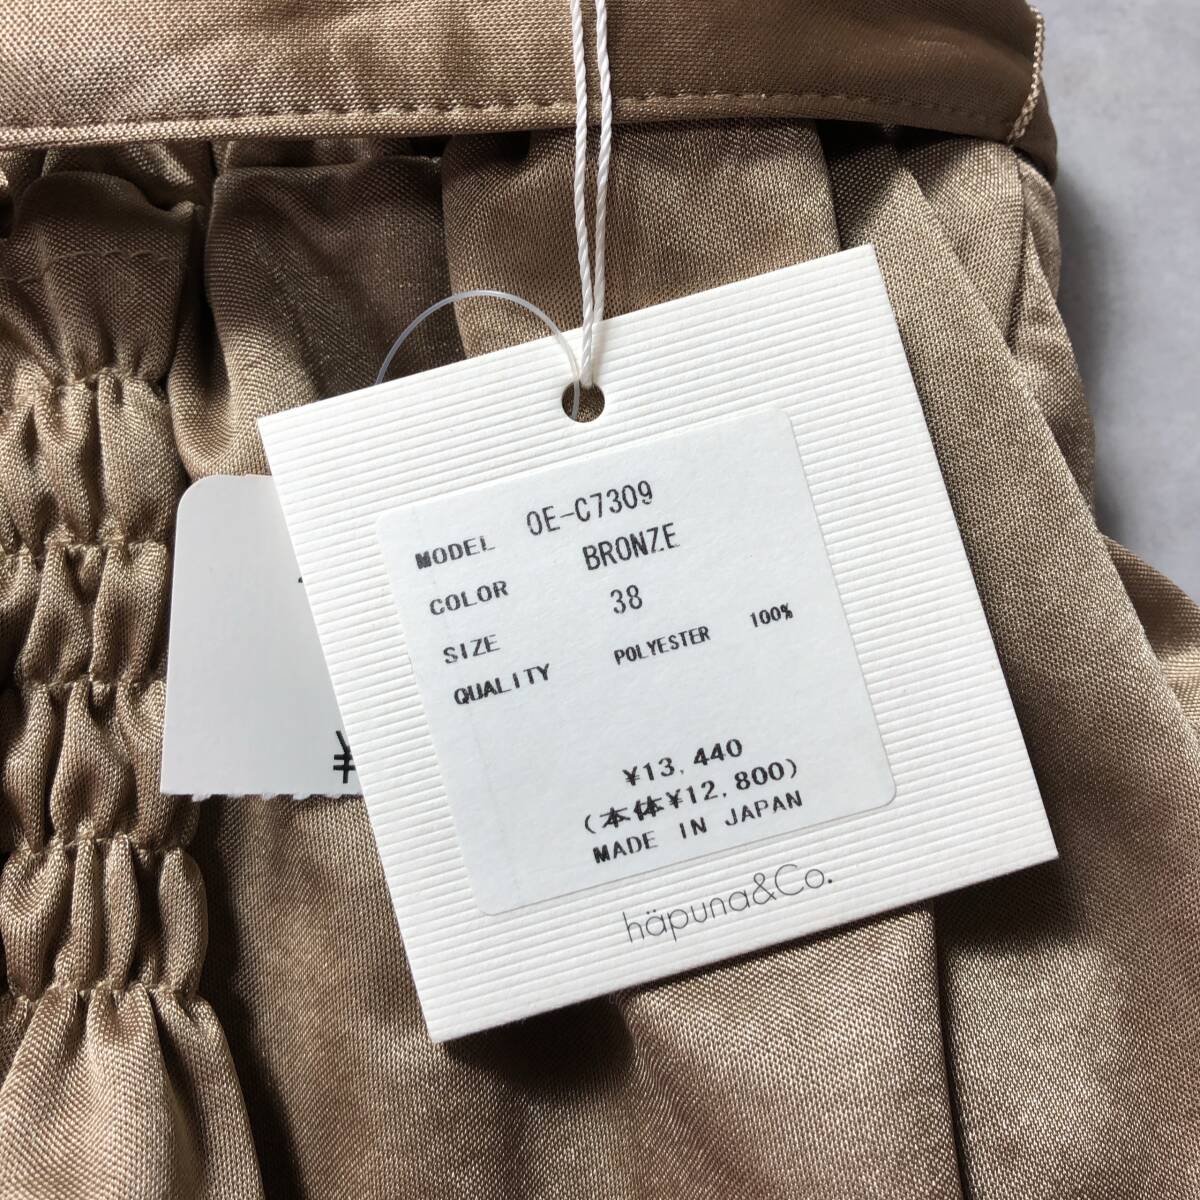 MODEL OE-C7309
COLOR BRONZE
SIZE 38
QUALITY POLYESTER 100%
¥13,440
(本体¥12,800)
MADE IN JAPAN
häpuna&Co.
¥